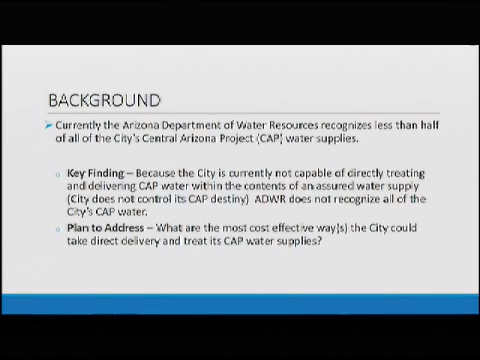 BACKGROUND
Currently the Arizona Department of Water Resources recognizes less than half
of all of the City's Central Arizona Project (CAP) water supplies.
Key Finding – Because the City is currently not capable of directly treating
and delivering CAP water within the contents of an assured water supply
(City does not control its CAP destiny) ADWR does not recognize all of the
City's CAP water.
Plan to Address – What are the most cost effective way(s) the City could
take direct delivery and treat its CAP water supplies?